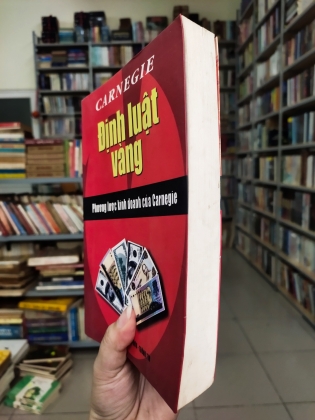 CARNEGIE
Định luật
vàng
Phương lược kinh doanh của Carnegie